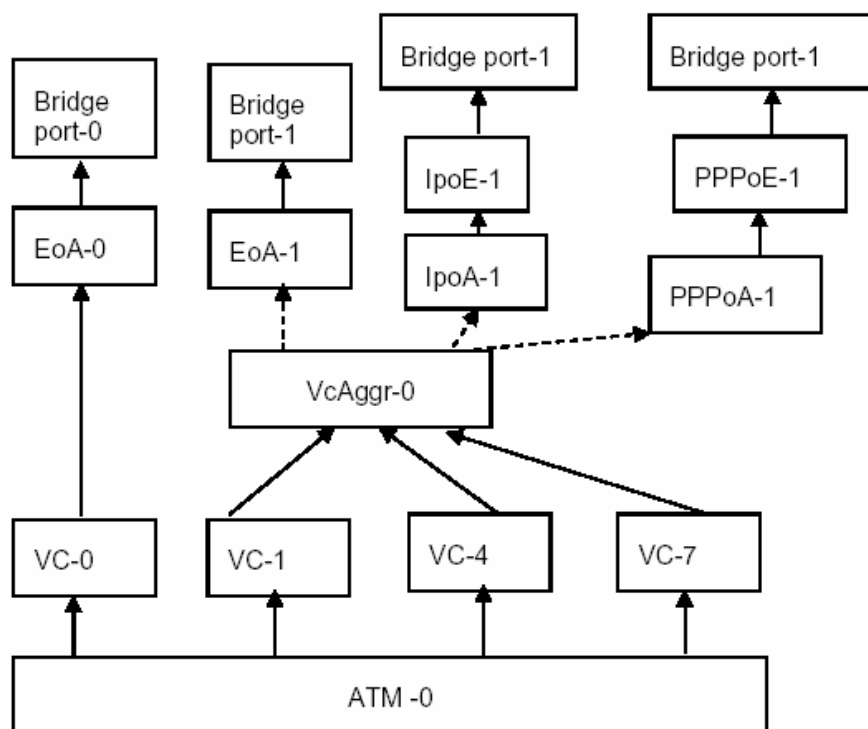 Bridge port-1
Bridge port-1
Bridge
port-0
Bridge
port-1
IpoE-1
PPPoE-1
EoA-0
EoA-1
IpoA-1
PPPoA-1
VcAggr-0
VC-0
VC-1
VC-4
VC-7
ATM -0